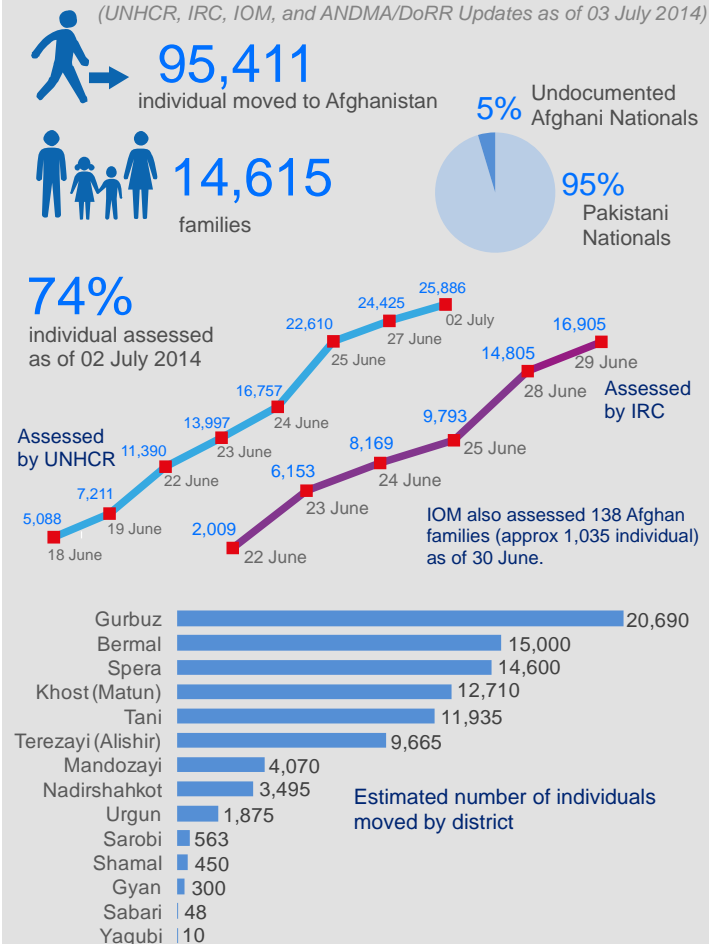 (UNHCR, IRC, IOM, and ANDMA/DoRR Updates as of 03 July 2014)
95,411
individual moved to Afghanistan
14,615
families
5%
Undocumented
Afghani Nationals
95%
Pakistani
Nationals
74%
individual assessed
as of 02 July 2014
Assessed
by UNHCR
5,088
18 June
7,211
19 June
11,390
22 June
13,997
23 June
16,757
24 June
22,610
25 June
24,425
27 June
25,886
02 July
Assessed
by IRC
2,009
22 June
6,153
23 June
8,169
24 June
9,793
25 June
14,805
28 June
16,905
29 June
IOM also assessed 138 Afghan
families (approx 1,035 individual)
as of 30 June.
Gurbuz 20,690
Bermal 15,000
Spera 14,600
Khost (Matun) 12,710
Tani 11,935
Terezayi (Alishir) 9,665
Mandozayi 4,070
Nadirshahkot 3,495
Urgun 1,875
Sarobi 563
Shamal 450
Gyan 300
Sabari 48
Yaqubi 10
Estimated number of individuals
moved by district